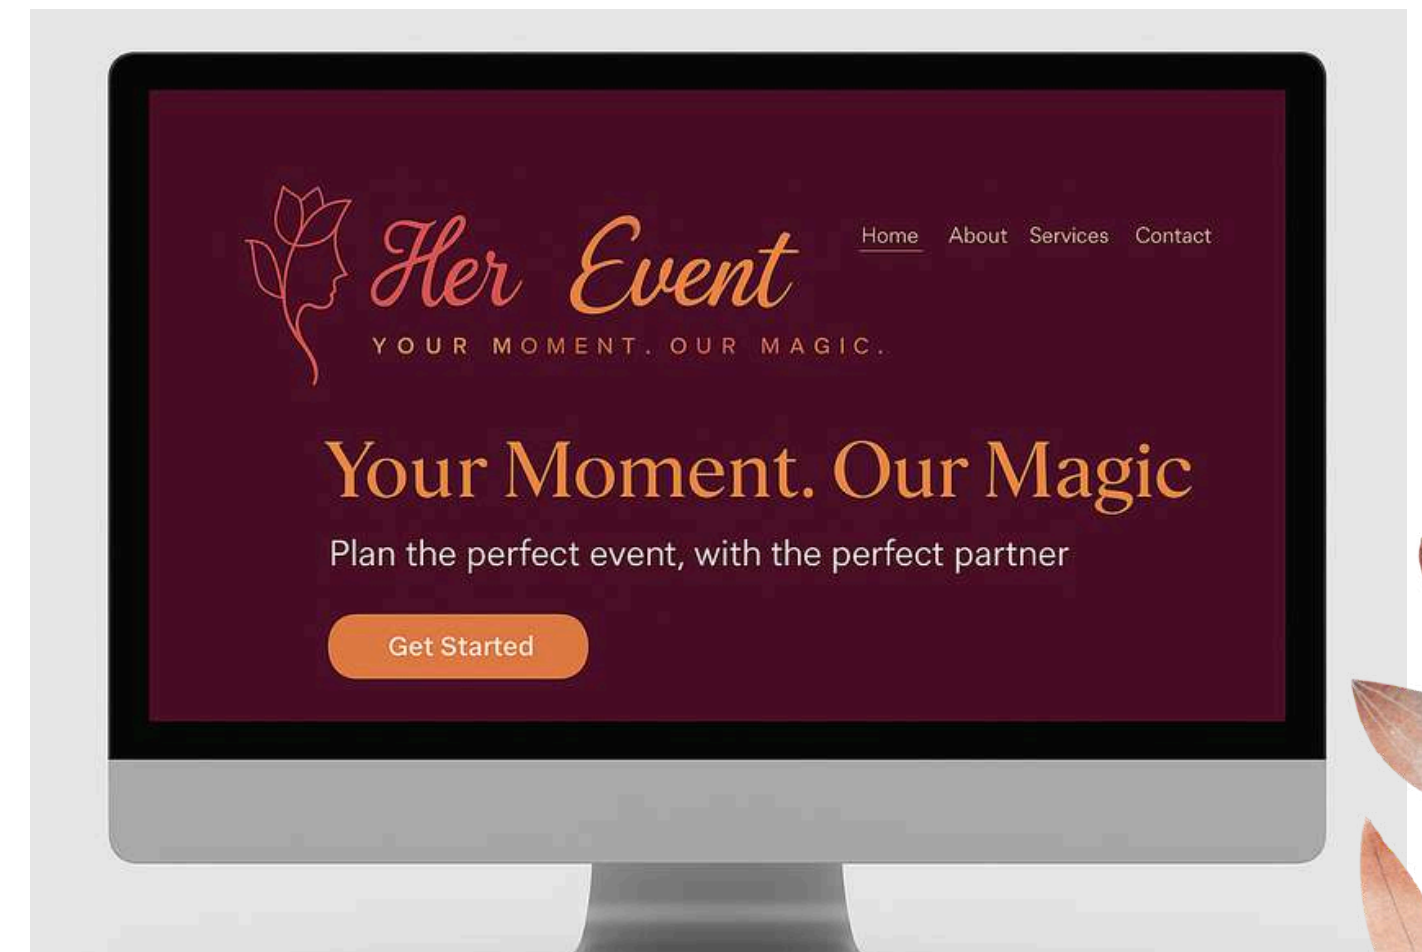 Her Event
Home About Services Contact
YOUR MOMENT. OUR MAGIC.
Your Moment. Our Magic
Plan the perfect event, with the perfect partner
Get Started